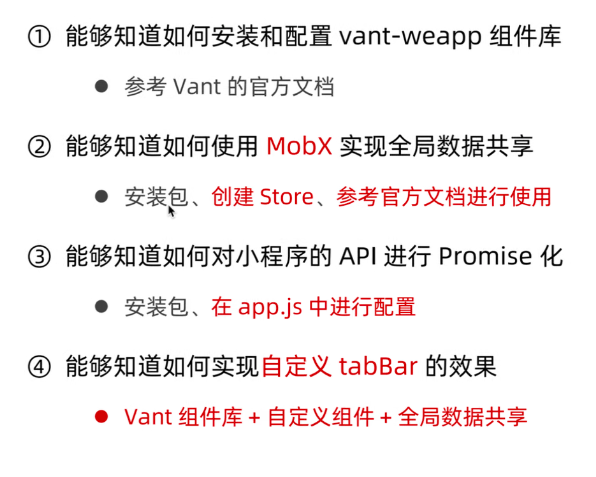 ① 能够知道如何安装和配置 vant-weapp 组件库
● 参考 Vant 的官方文档
② 能够知道如何使用 MobX 实现全局数据共享
● 安装包、创建 Store、参考官方文档进行使用
③ 能够知道如何对小程序的 API 进行 Promise 化
● 安装包、在 app.js 中进行配置
④ 能够知道如何实现自定义 tabBar 的效果
● Vant 组件库 + 自定义组件 + 全局数据共享